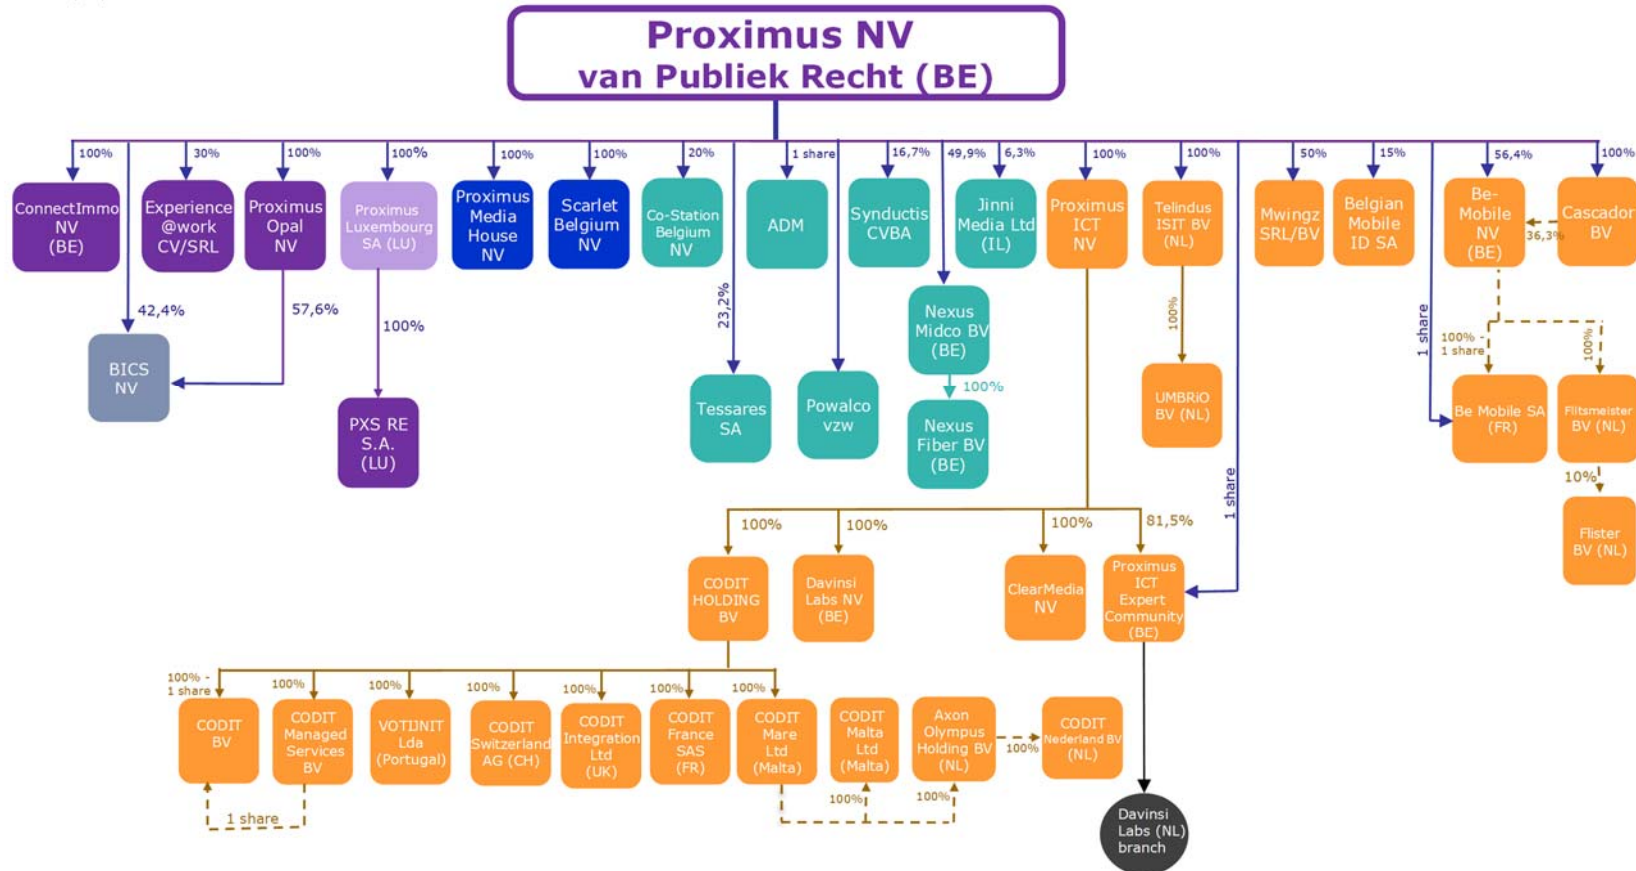 Proximus NV
van Publiek Recht (BE)
100%
30%
100%
100%
100%
100%
20%
1 share
16,7%
49,9%
6,3%
100%
100%
50%
15%
56,4%
100%
ConnectImmo
NV
(BE)
Experience
@work
CV/SRL
Proximus
Opal
NV
Proximus
Luxembourg
SA (LU)
Proximus
Media
House
NV
Scarlet
Belgium
NV
Co-Station
Belgium
NV
ADM
Synductis
CVBA
Jinni
Media Ltd
(IL)
Proximus
ICT
NV
Telindus
ISIT BV
(NL)
Mwingz
SRL/BV
Belgian
Mobile
ID SA
Be-
Mobile
NV
(BE)
36,3%
Cascador
BV
42,4%
57,6%
100%
23,2%
100%
1 share
100% -
1 share
100%
BICS
NV
PXS RE
S.A.
(LU)
Tessares
SA
Powalco
vzw
Nexus
Midco BV
(BE)
100%
Nexus
Fiber BV
(BE)
UMBRiO
BV (NL)
Be Mobile SA
(FR)
Flitsmeister
BV (NL)
10%
Flister
BV (NL)
1 share
100%
100%
100%
81,5%
CODIT
HOLDING
BV
Davinsi
Labs NV
(BE)
ClearMedia
NV
Proximus
ICT
Expert
Community
(BE)
100% -
1 share
100%
100%
100%
100%
100%
100%
CODIT
BV
CODIT
Managed
Services
BV
VOTIJNIT
Lda
(Portugal)
CODIT
Switzerland
AG (CH)
CODIT
Integration
Ltd
(UK)
CODIT
France
SAS
(FR)
CODIT
Mare
Ltd
(Malta)
CODIT
Malta
Ltd
(Malta)
Axon
Olympus
Holding BV
(NL)
100%
CODIT
Nederland BV
(NL)
1 share
100%
100%
Davinsi
Labs (NL)
branch